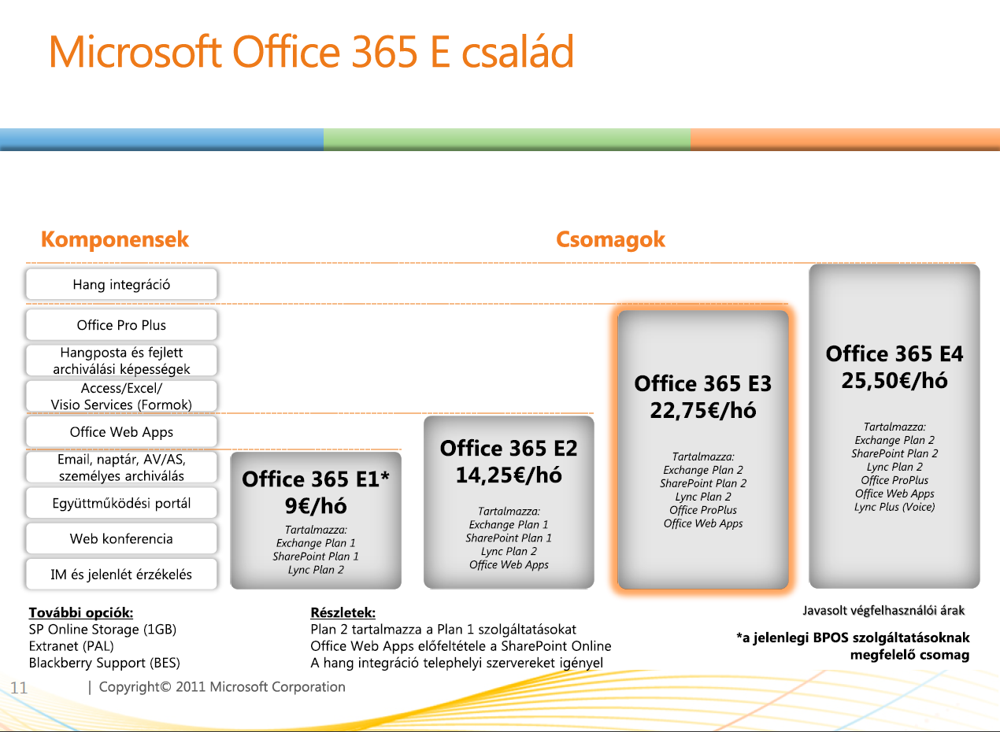 Microsoft Office 365 E család
Komponensek
Csomagok
Hang integráció
Office Pro Plus
Hangposta és fejlett
archiválási képességek
Access/Excel/
Visio Services (Formok)
Office Web Apps
Email, naptár, AV/AS,
személyes archiválás
Együttműködési portál
Web konferencia
IM és jelenlét érzékelés
Office 365 E1*
9€/hó
Tartalmazza:
Exchange Plan 1
SharePoint Plan 1
Lync Plan 2
Office 365 E2
14,25€/hó
Tartalmazza:
Exchange Plan 1
SharePoint Plan 1
Lync Plan 2
Office Web Apps
Office 365 E3
22,75€/hó
Tartalmazza:
Exchange Plan 2
SharePoint Plan 2
Lync Plan 2
Office ProPlus
Office Web Apps
Office 365 E4
25,50€/hó
Tartalmazza:
Exchange Plan 2
SharePoint Plan 2
Lync Plan 2
Office ProPlus
Office Web Apps
Lync Plus (Voice)
További opciók:
SP Online Storage (1GB)
Extranet (PAL)
Blackberry Support (BES)
Részletek:
Plan 2 tartalmazza a Plan 1 szolgáltatásokat
Office Web Apps előfeltétele a SharePoint Online
A hang integráció telephelyi szervereket igényel
Javasolt végfelhasználói árak
*a jelenlegi BPOS szolgáltatásoknak
megfelelő csomag
11
| Copyright© 2011 Microsoft Corporation